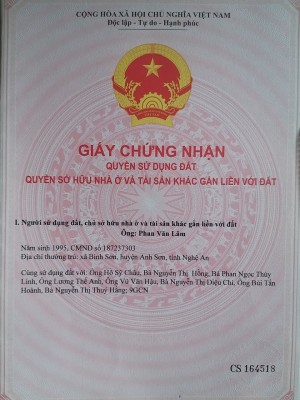 CỘNG HÒA XÃ HỘI CHỦ NGHĨA VIỆT NAM
Độc lập - Tự do - Hạnh phúc
GIẤY CHỨNG NHẬN
QUYỀN SỬ DỤNG ĐẤT
QUYỀN SỞ HỮU NHÀ Ở VÀ TÀI SẢN KHÁC GẮN LIỀN VỚI ĐẤT
I. Người sử dụng đất, chủ sở hữu nhà ở và tài sản khác gắn liền với đất
Ông: Phan Văn Lâm
Năm sinh 1995, CMND số 187237303
Địa chỉ thường trú: xã Bình Sơn, huyện Anh Sơn, tỉnh Nghệ An
Cùng sử dụng đất với: Ông Hồ Sỹ Châu, Bà Nguyễn Thị Hồng, Bà Phan Ngọc Thùy
Linh, Ông Lương Thế Anh, Ông Vũ Văn Hậu, Bà Nguyễn Thị Diệu Chi, Ông Bùi Tấn
Hoành, Bà Nguyễn Thị Thuý Hằng; 9GCN
CS 164518